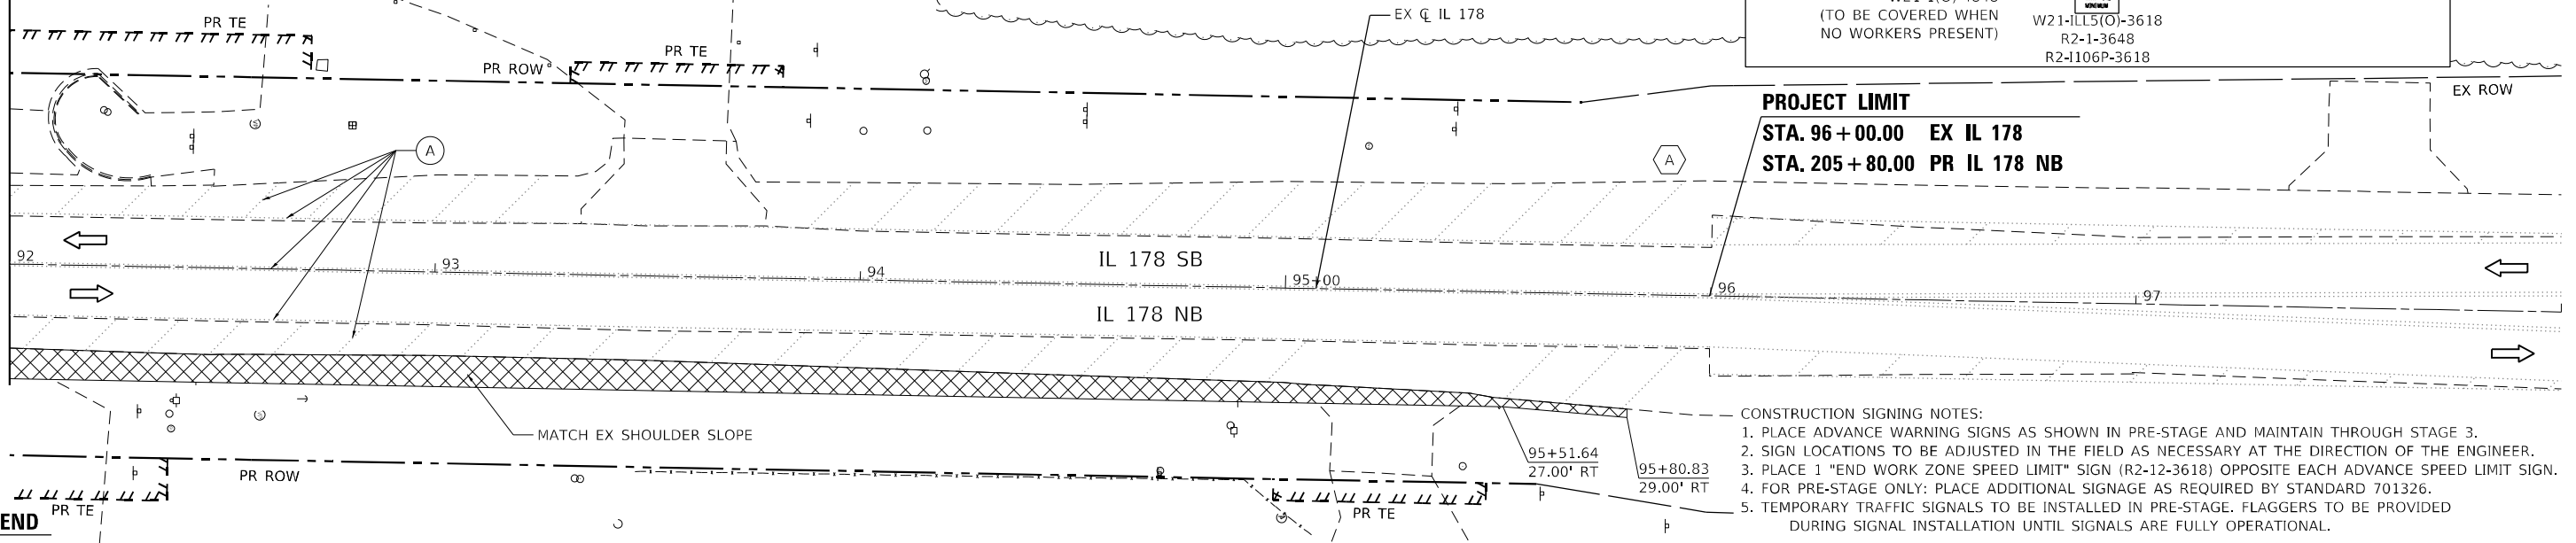 PR TE
PR ROW
PR TE
EX ℄ IL 178
(TO BE COVERED WHEN
NO WORKERS PRESENT)
MINIMUM
W21-ILL5(O)-3618
R2-1-3648
R2-I106P-3618
EX ROW
PROJECT LIMIT
STA. 96+00.00 EX IL 178
STA. 205+80.00 PR IL 178 NB
A
A
92
93
94
95+00
96
97
IL 178 SB
IL 178 NB
MATCH EX SHOULDER SLOPE
PR ROW
PR TE
END
PR TE
95+51.64
27.00' RT
95+80.83
29.00' RT
CONSTRUCTION SIGNING NOTES:
1. PLACE ADVANCE WARNING SIGNS AS SHOWN IN PRE-STAGE AND MAINTAIN THROUGH STAGE 3.
2. SIGN LOCATIONS TO BE ADJUSTED IN THE FIELD AS NECESSARY AT THE DIRECTION OF THE ENGINEER.
3. PLACE 1 "END WORK ZONE SPEED LIMIT" SIGN (R2-12-3618) OPPOSITE EACH ADVANCE SPEED LIMIT SIGN.
4. FOR PRE-STAGE ONLY: PLACE ADDITIONAL SIGNAGE AS REQUIRED BY STANDARD 701326.
5. TEMPORARY TRAFFIC SIGNALS TO BE INSTALLED IN PRE-STAGE. FLAGGERS TO BE PROVIDED
DURING SIGNAL INSTALLATION UNTIL SIGNALS ARE FULLY OPERATIONAL.